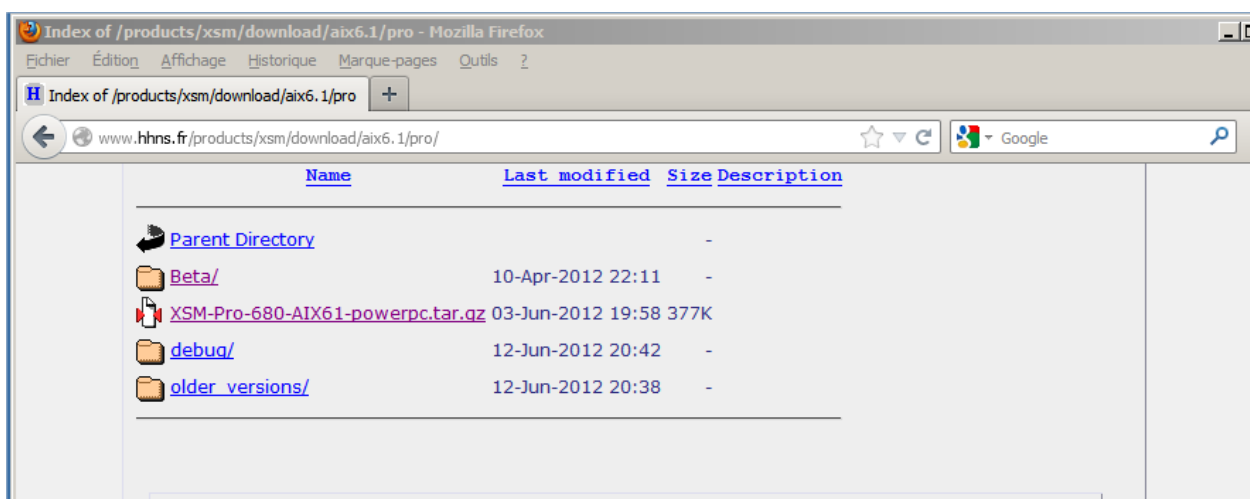 Index of /products/xsm/download/aix6.1/pro - Mozilla Firefox
Fichier Édition Affichage Historique Marque-pages Outils ?
H Index of /products/xsm/download/aix6.1/pro +
www.hhns.fr/products/xsm/download/aix6.1/pro/ Google
Name Last modified Size Description
Parent Directory -
Beta/ 10-Apr-2012 22:11 -
XSM-Pro-680-AIX61-powerpc.tar.gz 03-Jun-2012 19:58 377K
debug/ 12-Jun-2012 20:42 -
older_versions/ 12-Jun-2012 20:38 -